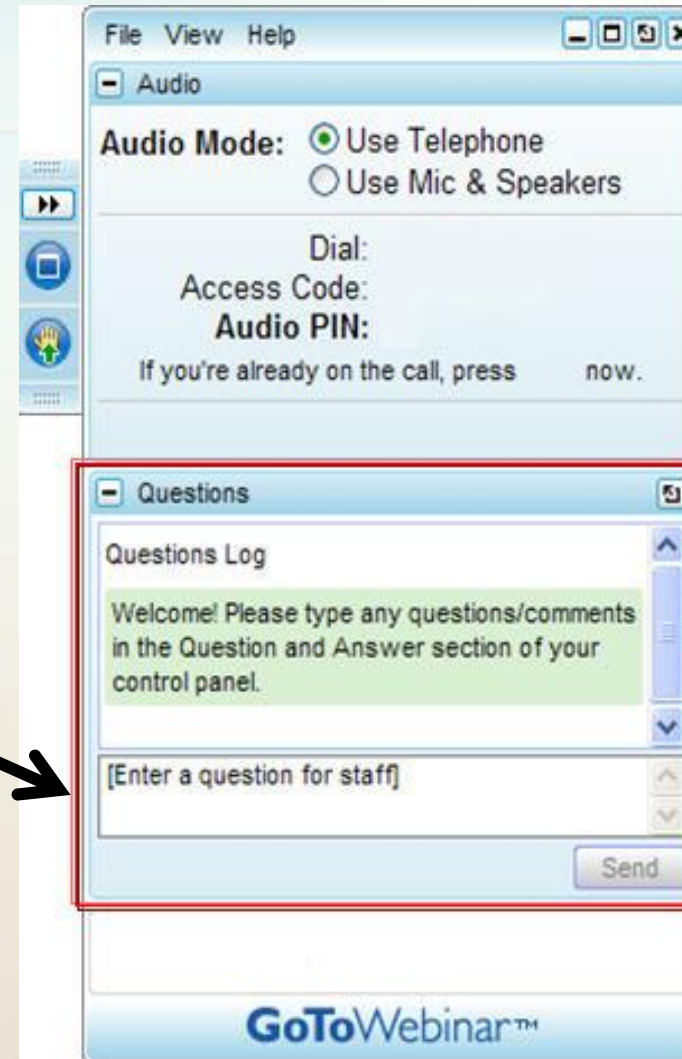 File View Help
Audio
Audio Mode: Use Telephone
Use Mic & Speakers
Dial:
Access Code:
Audio PIN:
If you're already on the call, press now.
Questions
Questions Log
Welcome! Please type any questions/comments
in the Question and Answer section of your
control panel.
[Enter a question for staff]
Send
GoToWebinar™